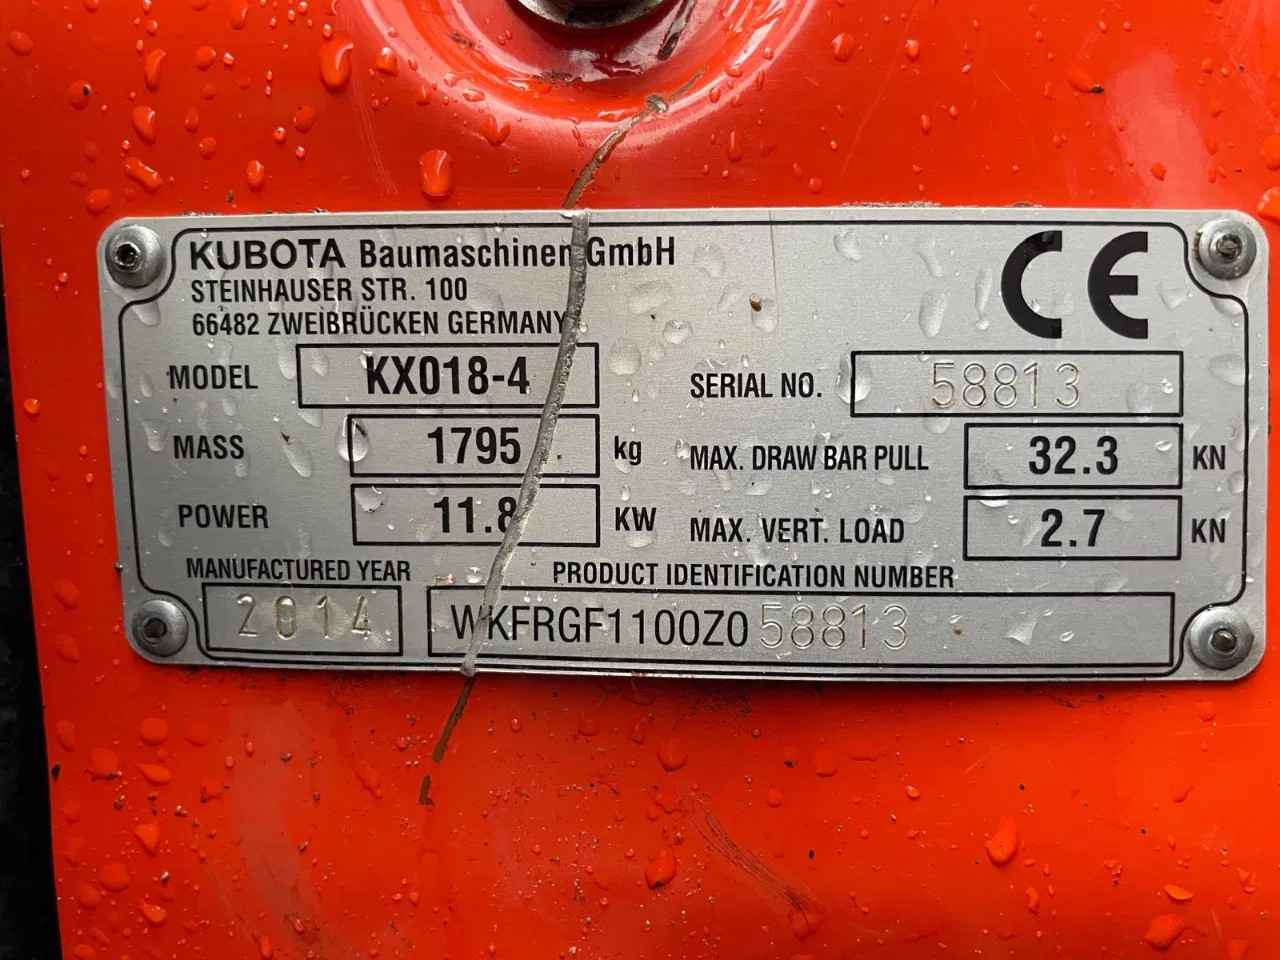 KUBOTA Baumaschinen GmbH
STEINHAUSER STR. 100
66482 ZWEIBRÜCKEN GERMANY
CE
MODEL KX018-4
SERIAL NO. 58813
MASS 1795 kg
MAX. DRAW BAR PULL 32.3 KN
POWER 11.8 KW
MAX. VERT. LOAD 2.7 KN
MANUFACTURED YEAR
2014
PRODUCT IDENTIFICATION NUMBER
WKFRGF1100Z058813